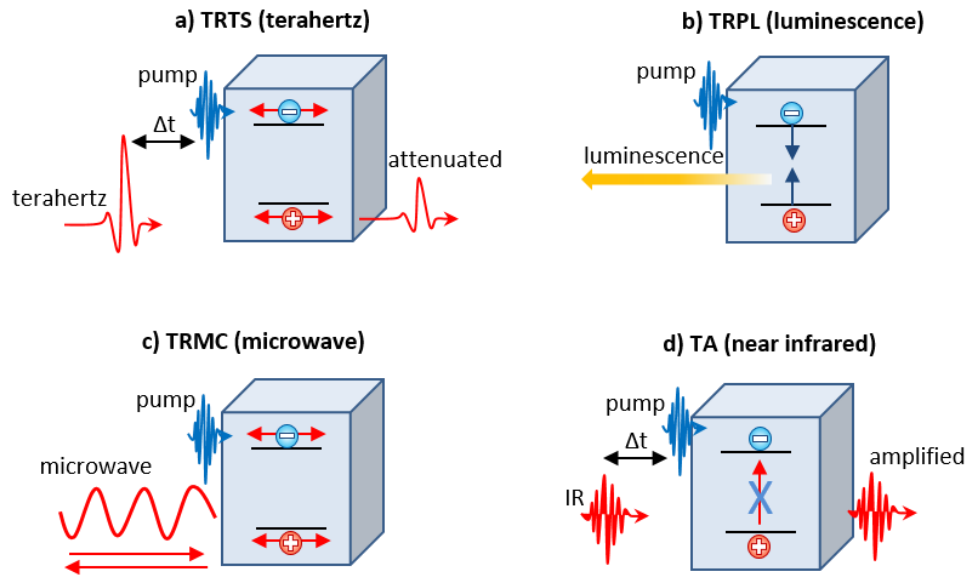 a) TRTS (terahertz)
pump
Δt
terahertz
attenuated
b) TRPL (luminescence)
pump
luminescence
c) TRMC (microwave)
pump
microwave
d) TA (near infrared)
pump
Δt
IR
X
amplified